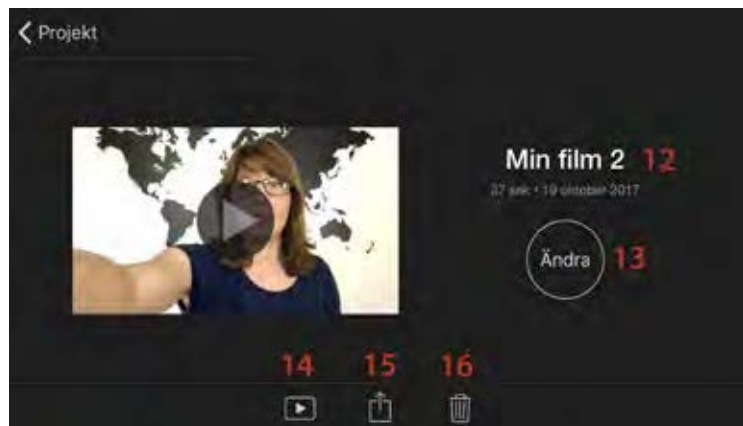 Projekt
Min film 2 12
37 sek • 19 oktober 2017
Ändra 13
14 15 16